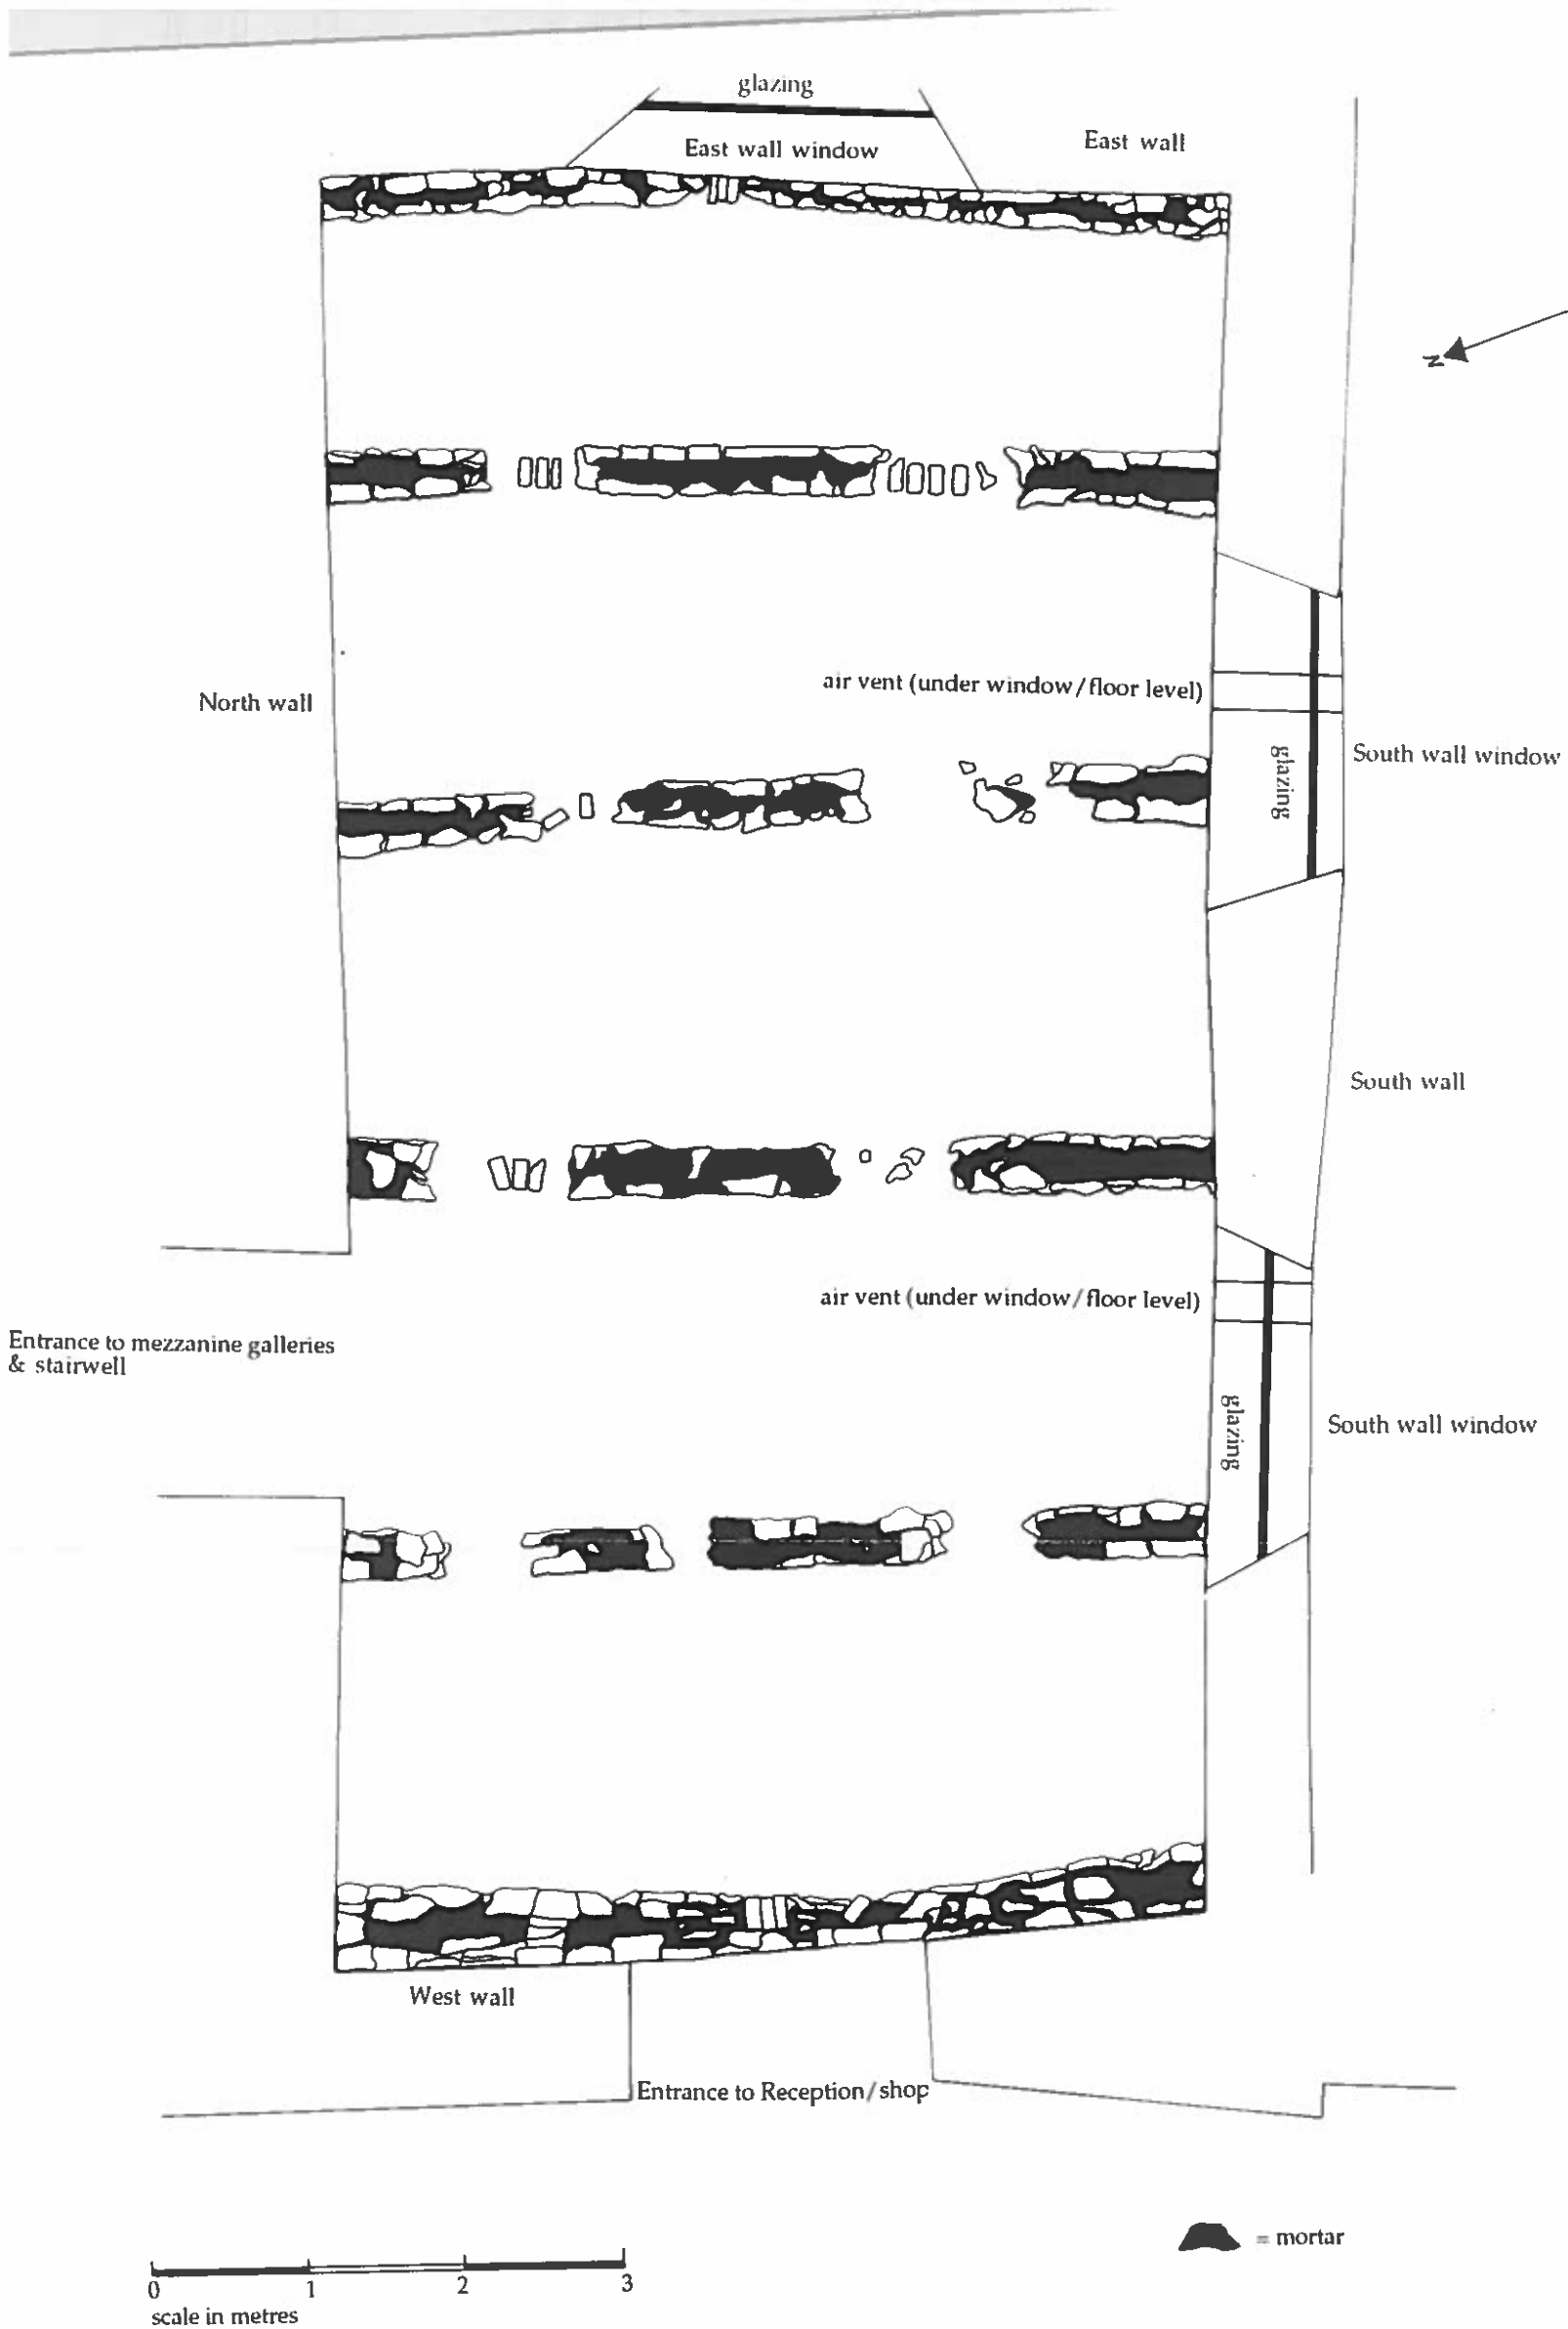 glazing
East wall window
East wall
N
North wall
air vent (under window/floor level)
glazing
South wall window
South wall
air vent (under window/floor level)
Entrance to mezzanine galleries
& stairwell
glazing
South wall window
West wall
Entrance to Reception/shop
= mortar
0 1 2 3
scale in metres